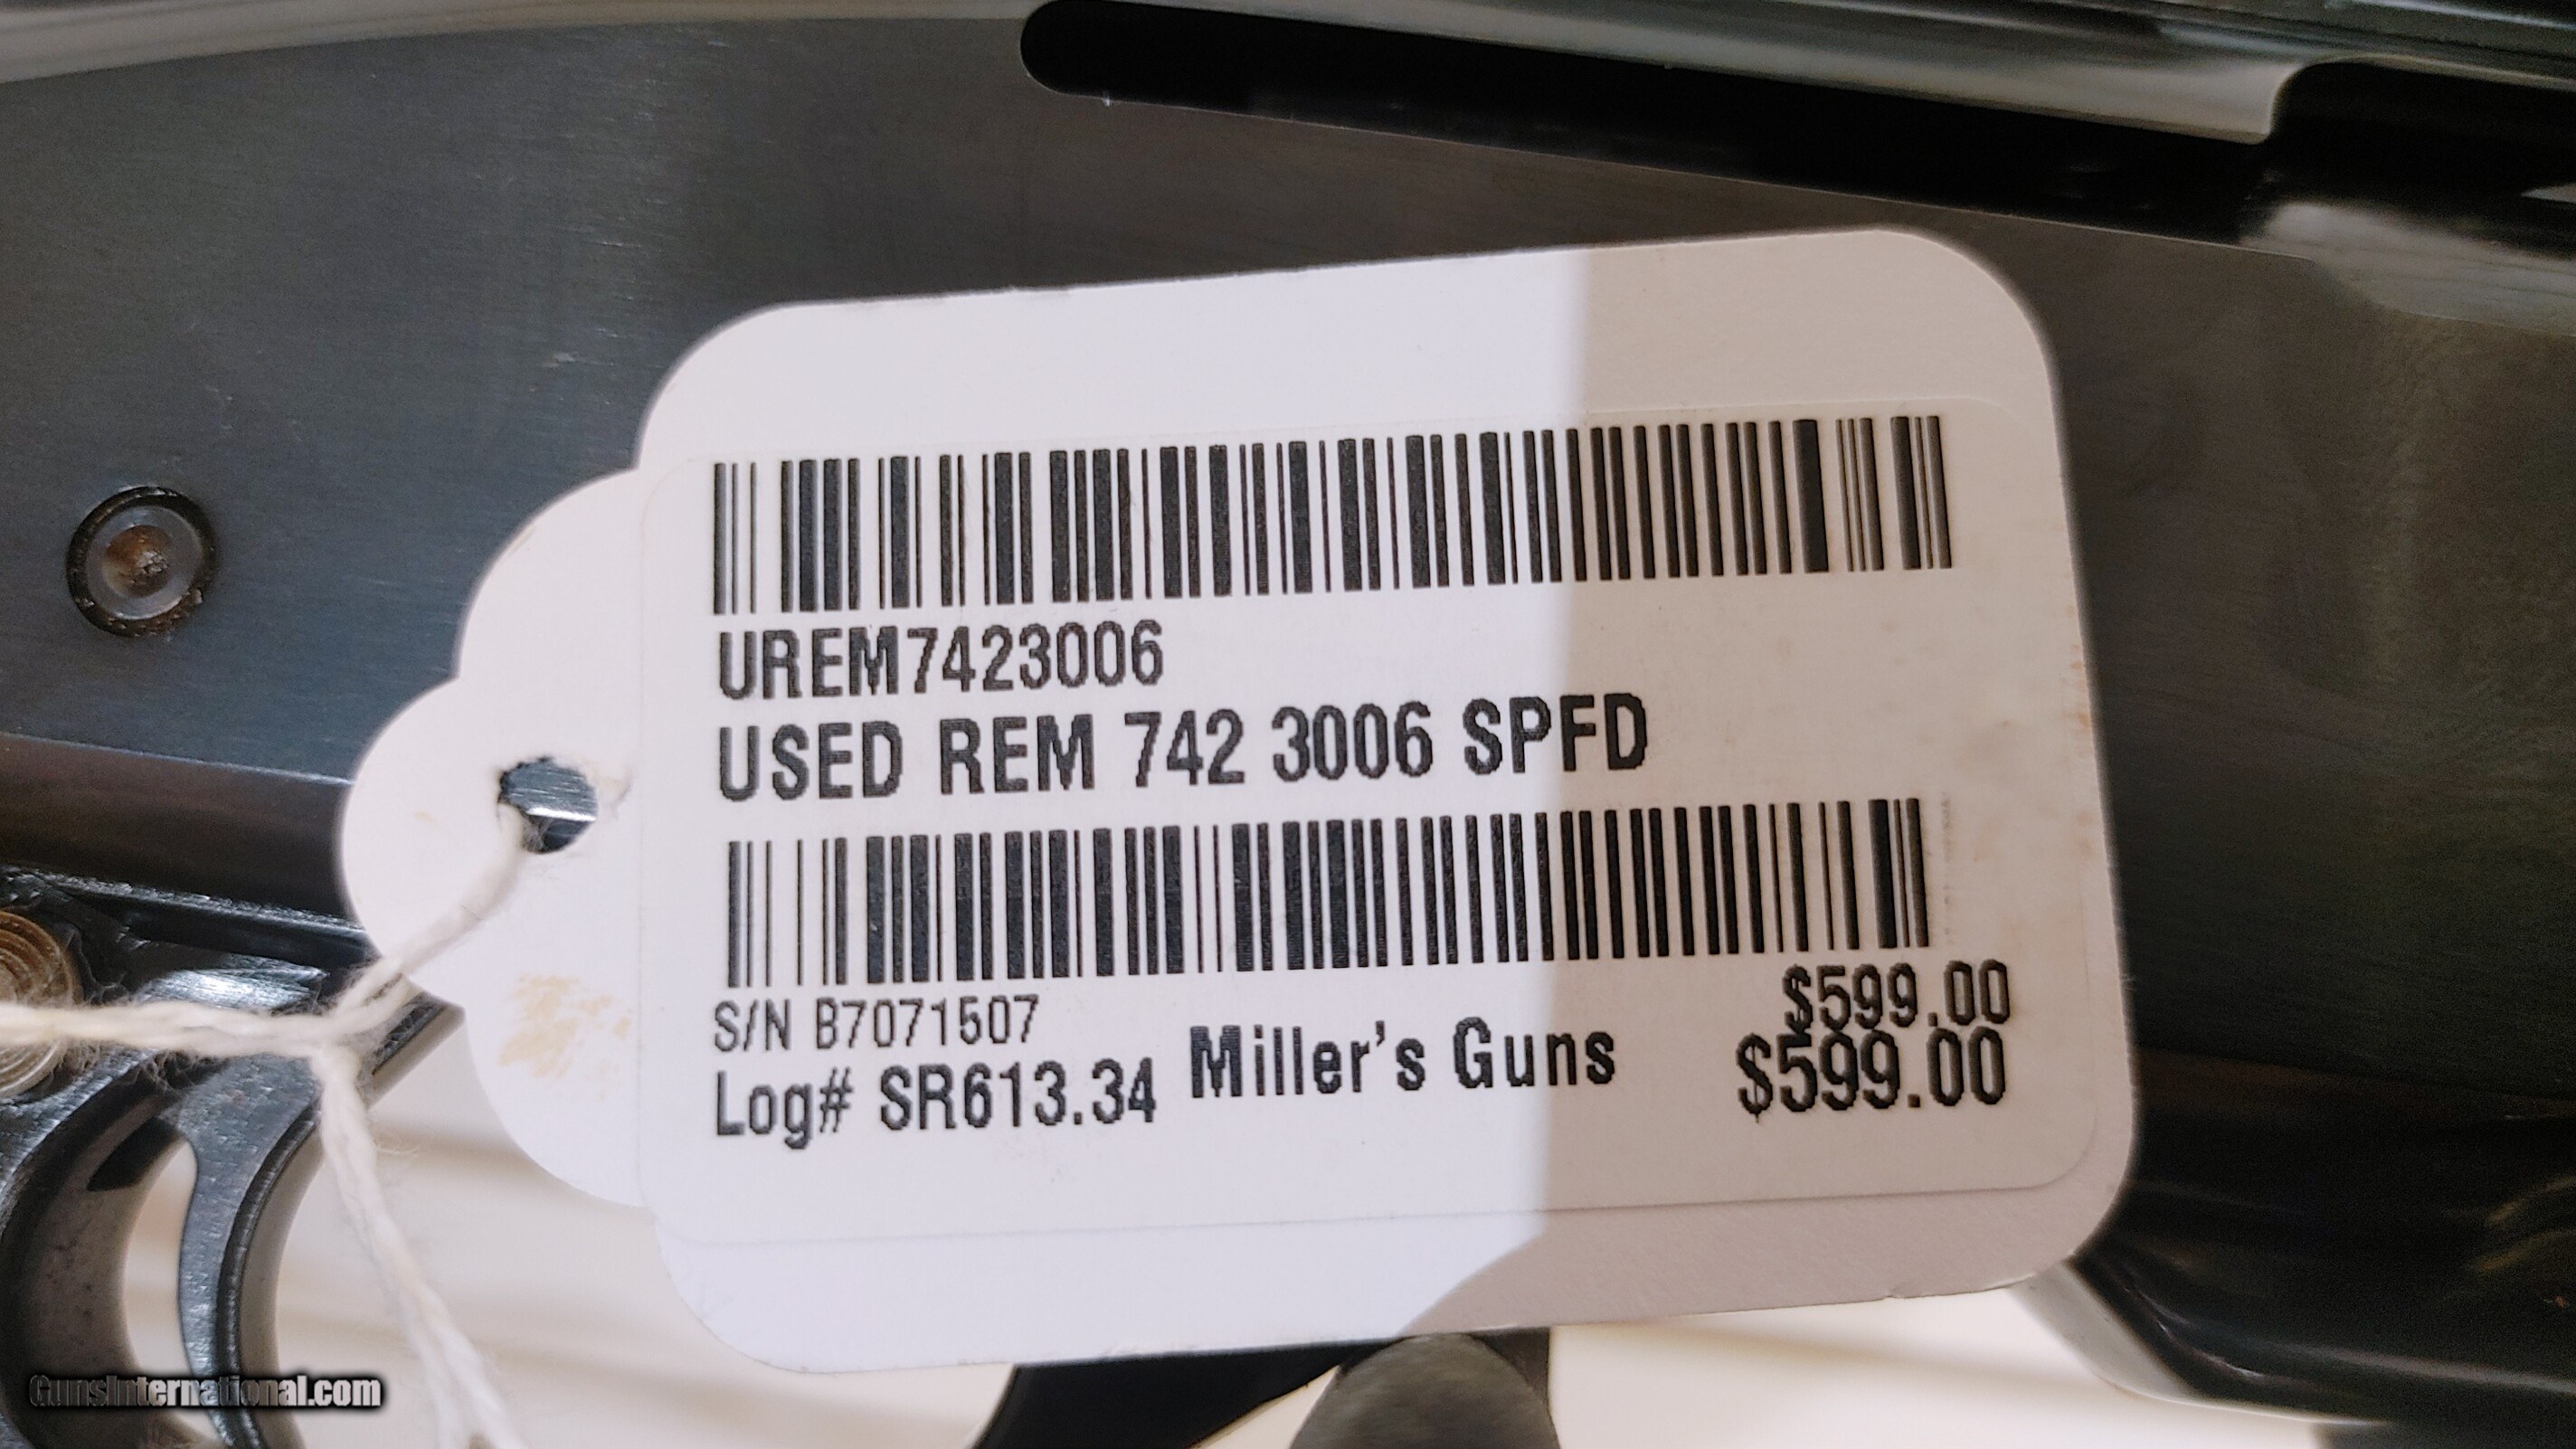 UREM7423006
USED REM 742 3006 SPFD
$599.00
S/N B7071507
Miller's Guns
$599.00
Log# SR613.34
GunsInternational.com